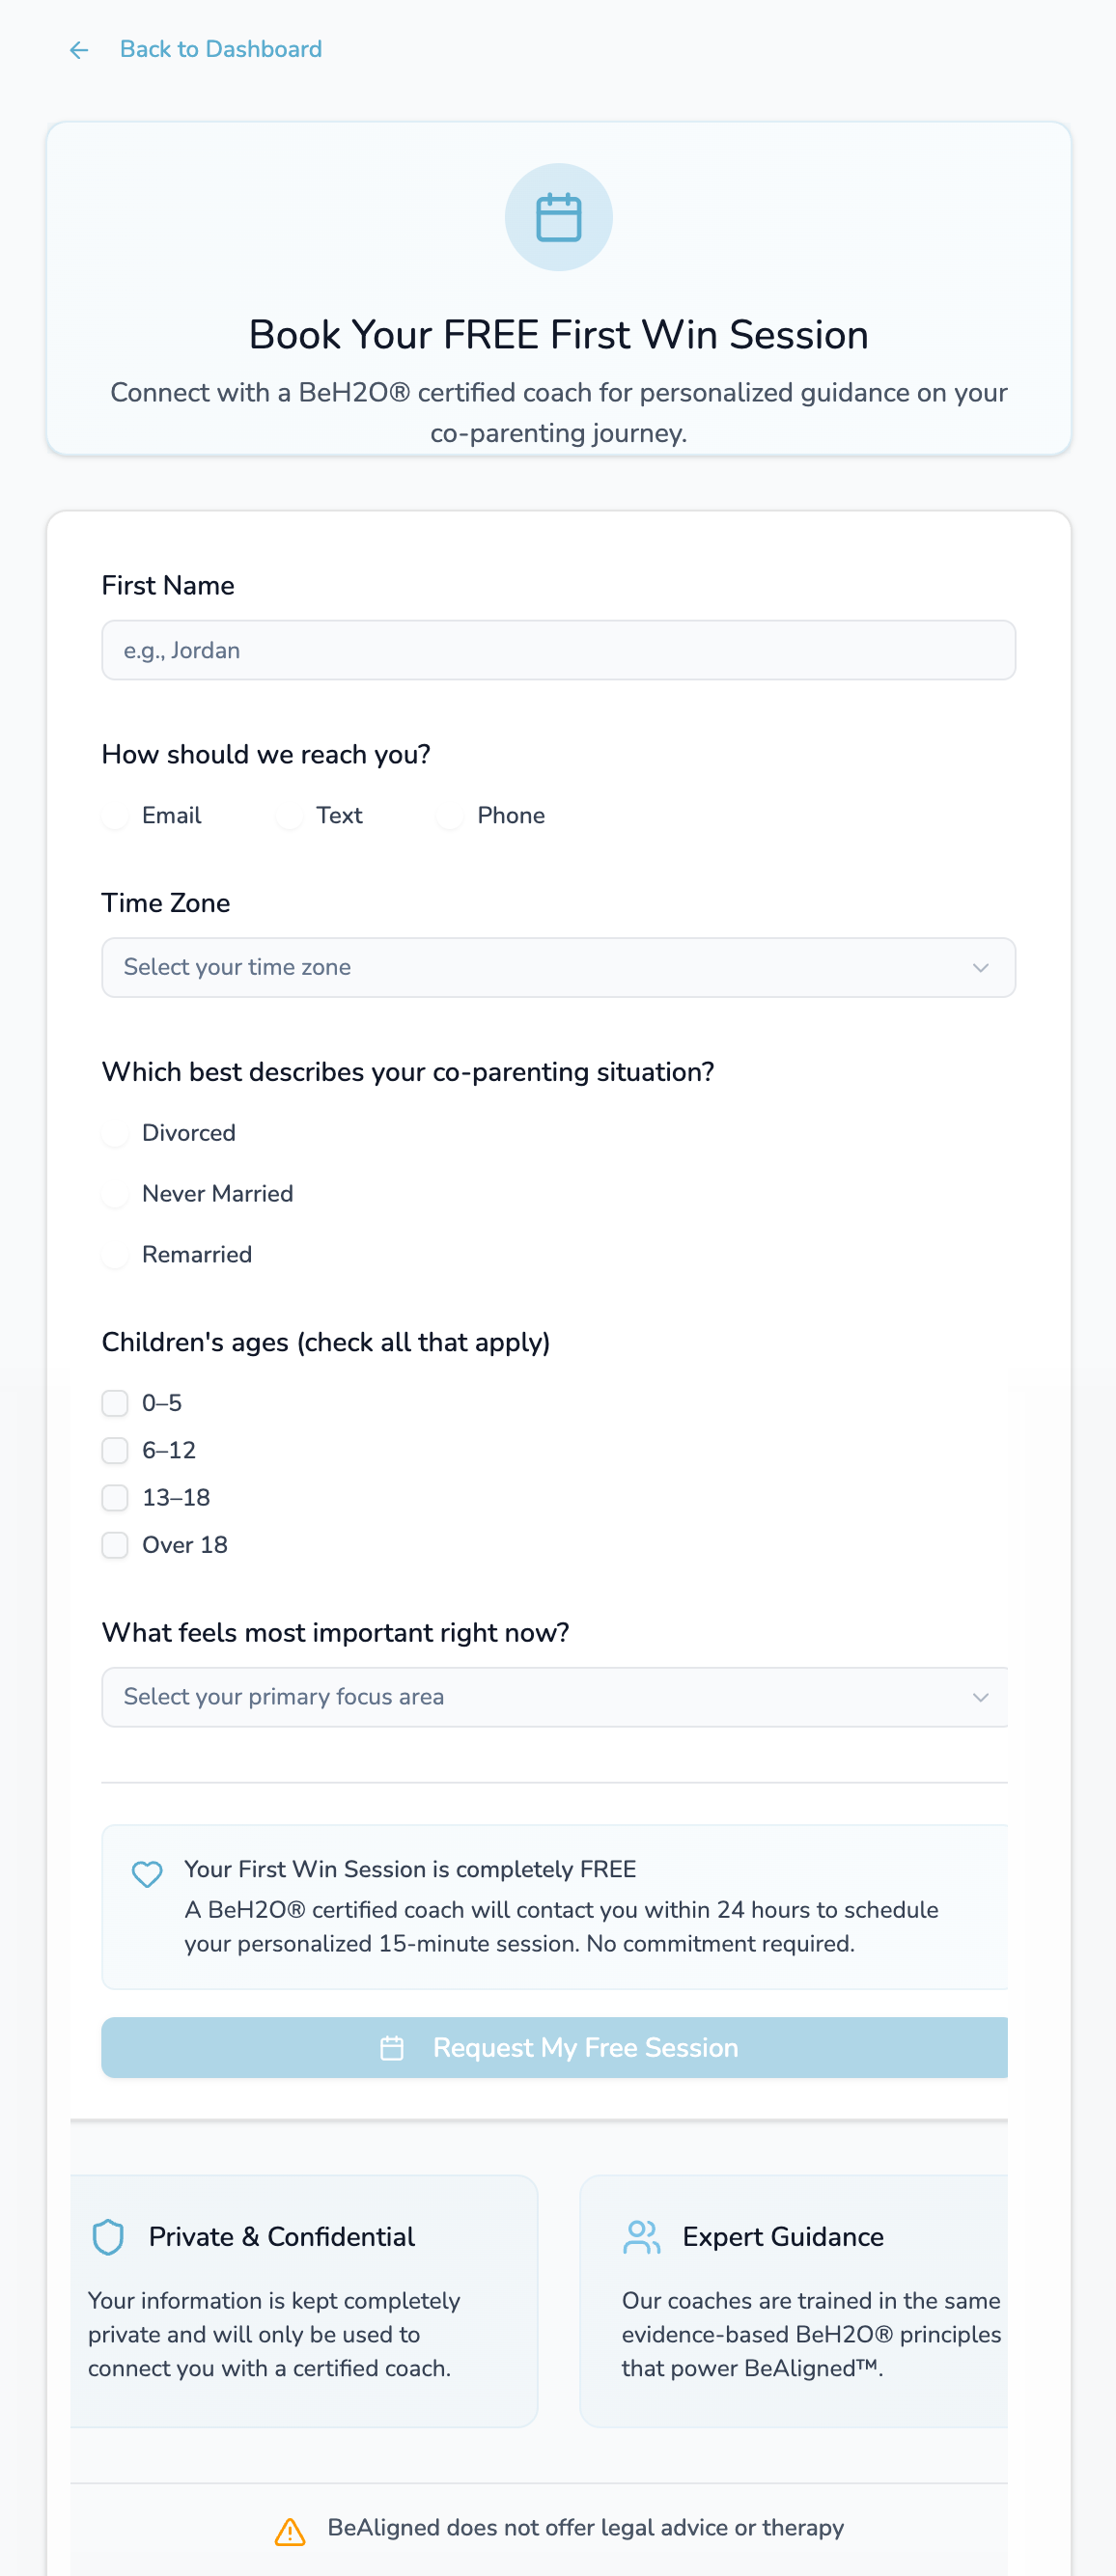 Back to Dashboard
Book Your FREE First Win Session
Connect with a BeH2O® certified coach for personalized guidance on your
co-parenting journey.
First Name
e.g., Jordan
How should we reach you?
Email Text Phone
Time Zone
Select your time zone
Which best describes your co-parenting situation?
Divorced
Never Married
Remarried
Children's ages (check all that apply)
0–5
6–12
13–18
Over 18
What feels most important right now?
Select your primary focus area
Your First Win Session is completely FREE
A BeH2O® certified coach will contact you within 24 hours to schedule
your personalized 15-minute session. No commitment required.
Request My Free Session
Private & Confidential
Your information is kept completely
private and will only be used to
connect you with a certified coach.
Expert Guidance
Our coaches are trained in the same
evidence-based BeH2O® principles
that power BeAligned™.
BeAligned does not offer legal advice or therapy